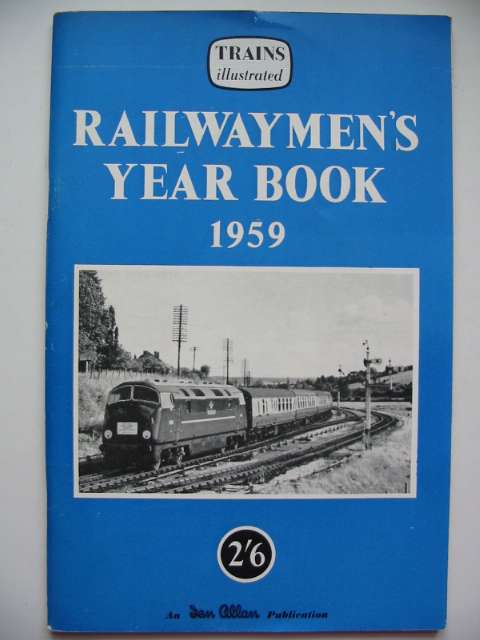 TRAINS
illustrated
RAILWAYMEN'S
YEAR BOOK
1959
2'6
An Ian Allan Publication